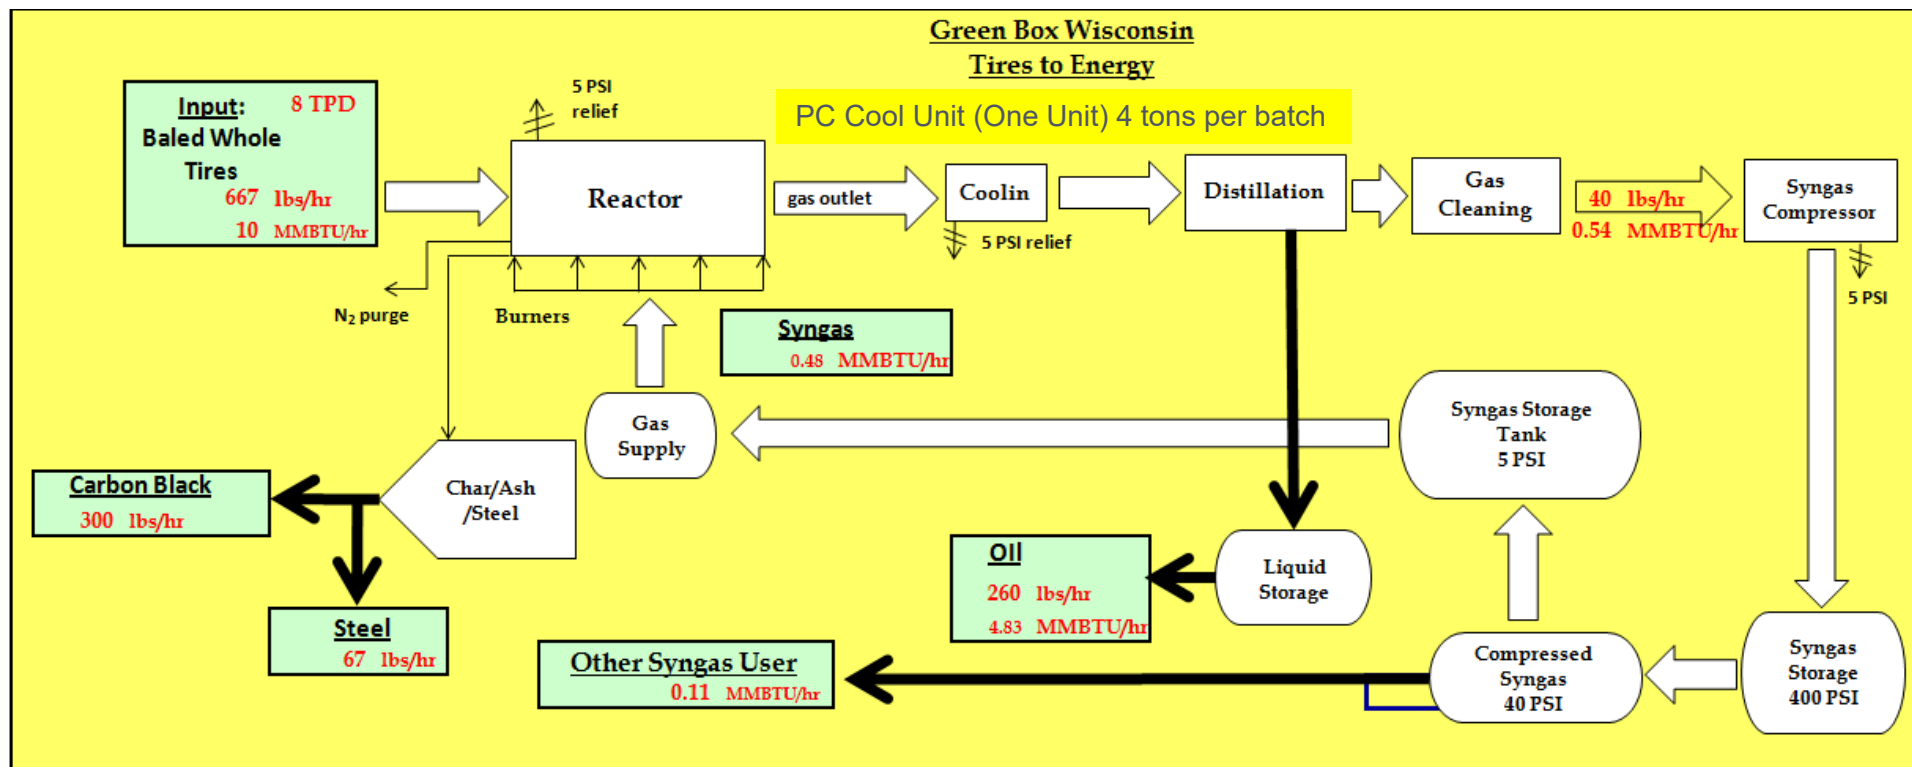 Green Box Wisconsin
Tires to Energy
PC Cool Unit (One Unit) 4 tons per batch
Input: 8 TPD
Baled Whole
Tires
667 lbs/hr
10 MMBTU/hr
5 PSI
relief
Reactor
gas outlet
Coolin
5 PSI relief
Distillation
Gas
Cleaning
40 lbs/hr
0.54 MMBTU/hr
Syngas
Compressor
5 PSI
N₂ purge
Burners
Syngas
0.48 MMBTU/hr
Gas
Supply
Syngas Storage
Tank
5 PSI
Char/Ash
/Steel
Carbon Black
300 lbs/hr
Steel
67 lbs/hr
OIl
260 lbs/hr
4.83 MMBTU/hr
Liquid
Storage
Other Syngas User
0.11 MMBTU/hr
Compressed
Syngas
40 PSI
Syngas
Storage
400 PSI